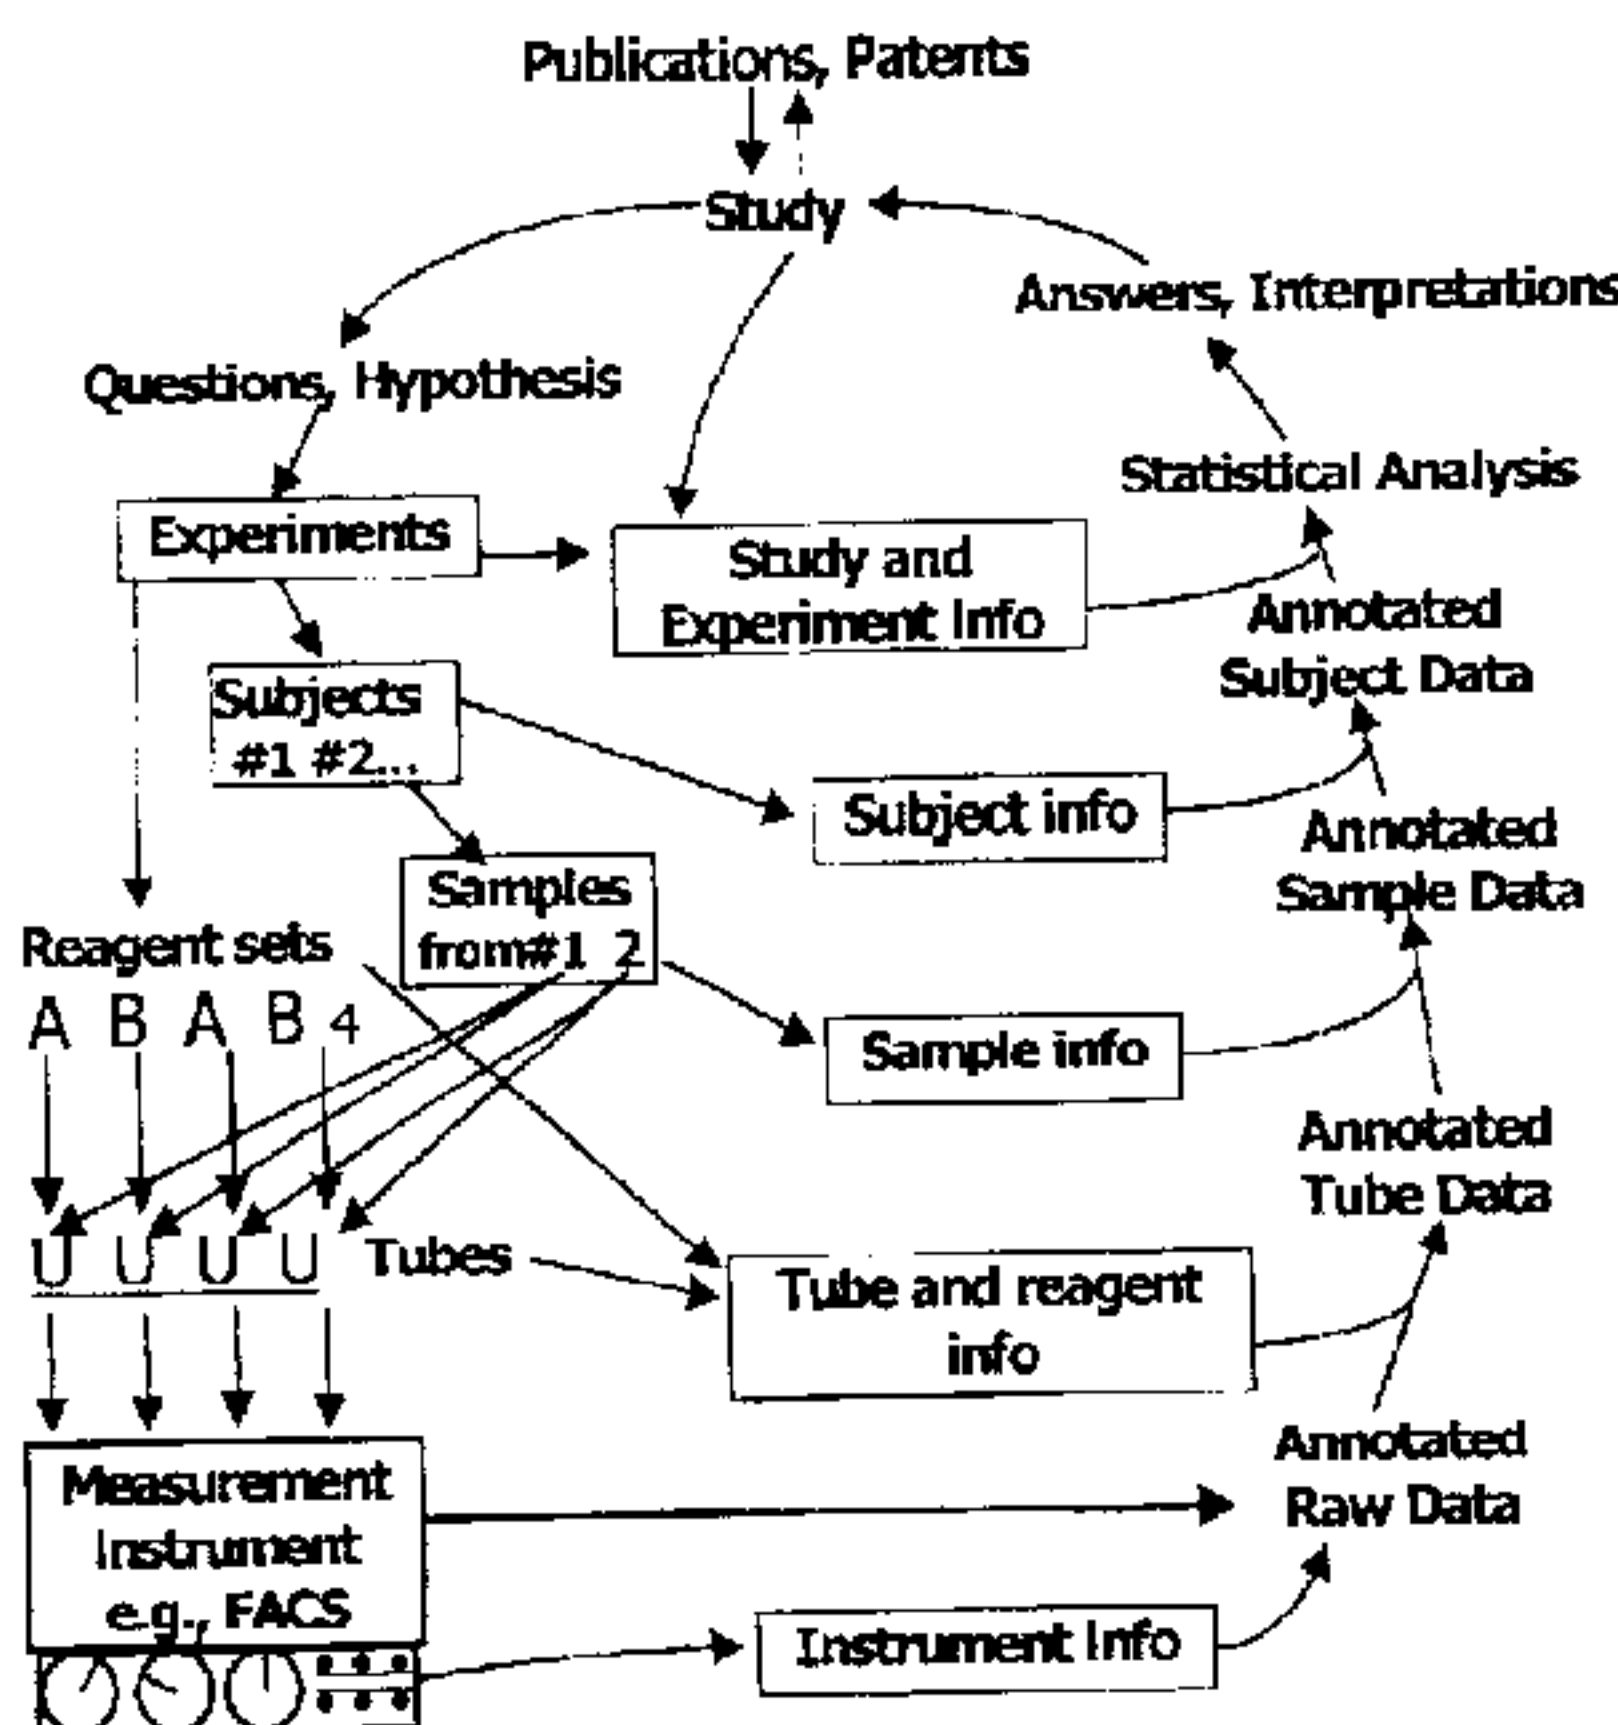 Publications, Patents
Study
Answers, Interpretations
Questions, Hypothesis
Statistical Analysis
Experiments
Study and
Experiment Info
Annotated
Subject Data
Subjects
#1 #2...
Subject info
Annotated
Sample Data
Samples
from#1 2
Reagent sets
A B A B 4
Sample info
Annotated
Tube Data
U U U U Tubes
Tube and reagent
info
Annotated
Raw Data
Measurement
Instrument
e.g., FACS
Instrument Info